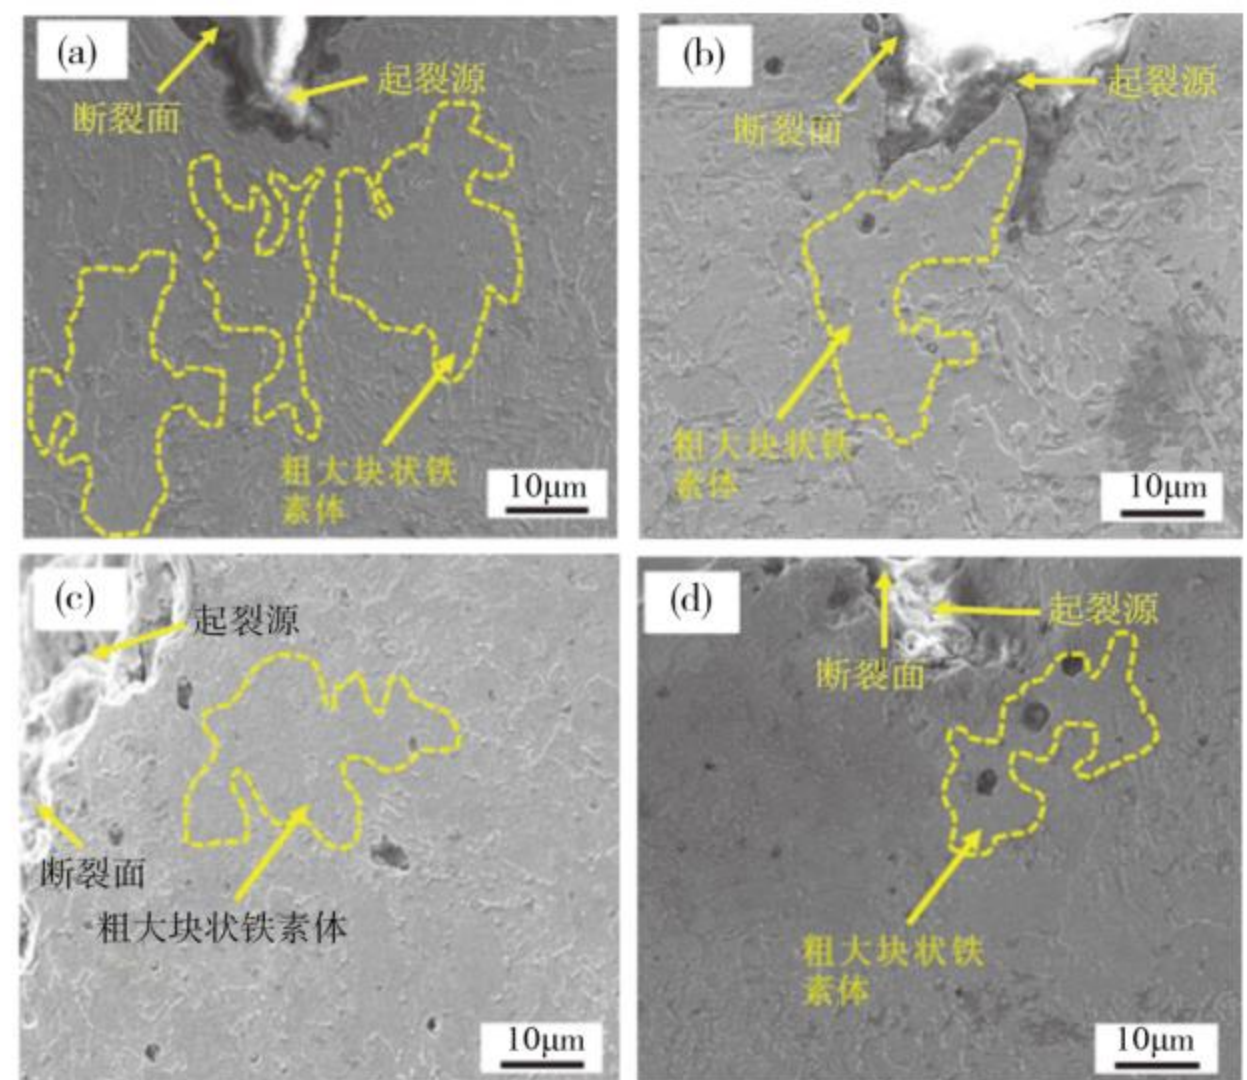 (a)
起裂源
断裂面
粗大块状铁
素体
10μm
(b)
起裂源
断裂面
粗大块状铁
素体
10μm
(c)
起裂源
断裂面
粗大块状铁素体
10μm
(d)
起裂源
断裂面
粗大块状铁
素体
10μm